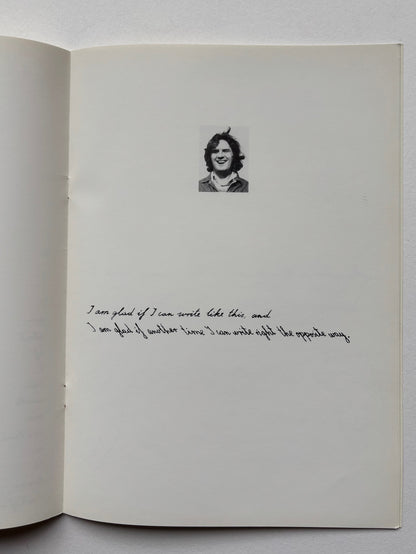 I am glad if I can write like this, and
I am glad if another time I can write right the opposite way.